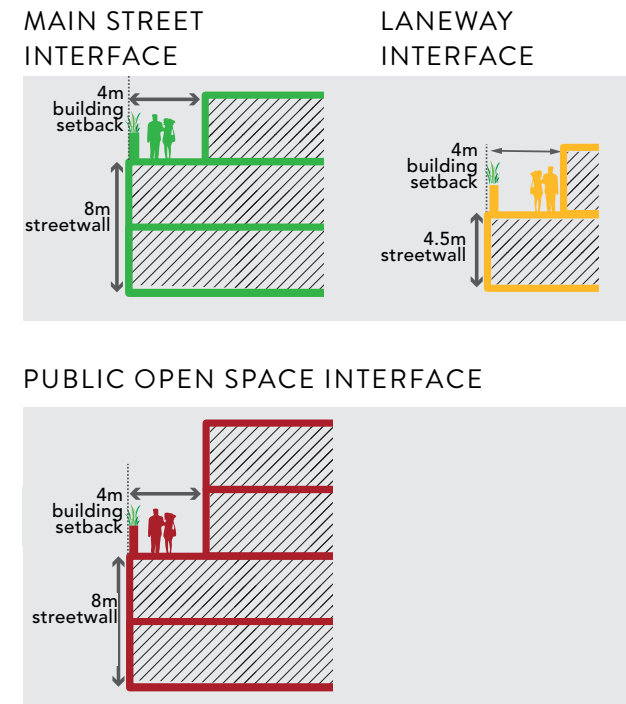 MAIN STREET
INTERFACE
4m
building
setback
8m
streetwall
LANEWAY
INTERFACE
4m
building
setback
4.5m
streetwall
PUBLIC OPEN SPACE INTERFACE
4m
building
setback
8m
streetwall